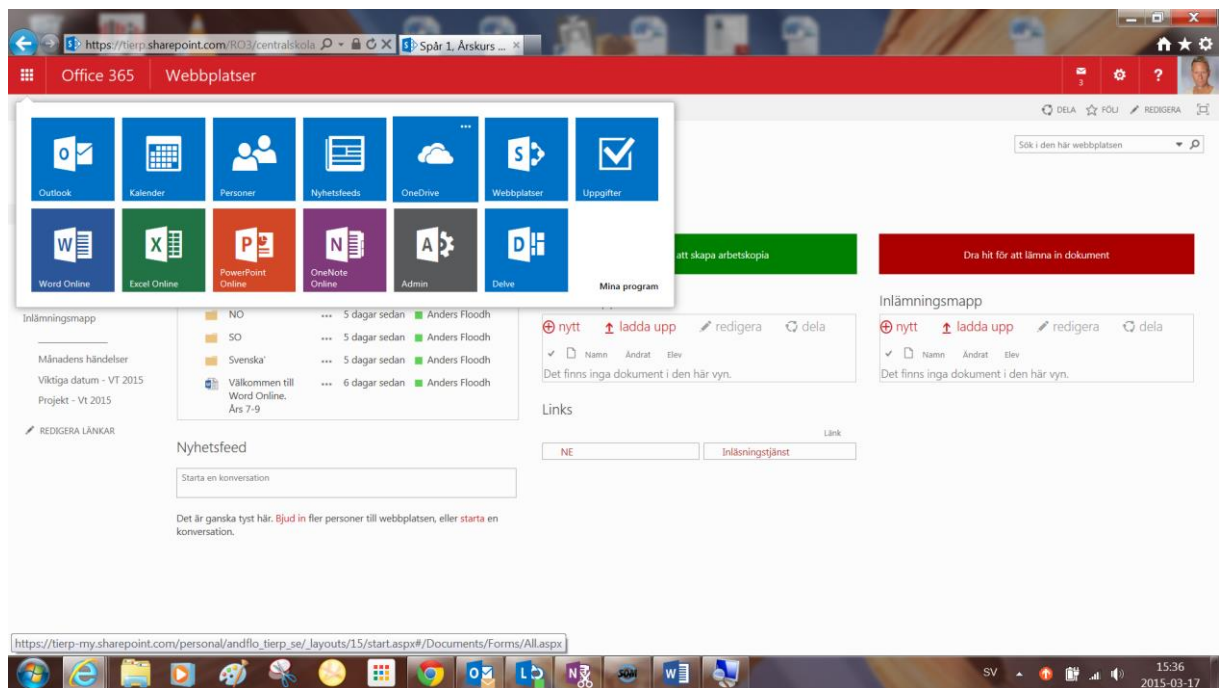 https://tierp.sharepoint.com/RO3/centralskola
Spår 1, Årskurs ...
Office 365 Webbplatser
3
?
DELA FÖLJ REDIGERA
Sök i den här webbplatsen
Outlook Kalender Personer Nyhetsfeeds OneDrive Webbplatser Uppgifter
Word Online Excel Online PowerPoint Online OneNote Online Admin Delve
Mina program
att skapa arbetskopia
Dra hit för att lämna in dokument
Inlämningsmapp
Månadens händelser
Viktiga datum - VT 2015
Projekt - Vt 2015
REDIGERA LÄNKAR
NO ... 5 dagar sedan Anders Floodh
SO ... 5 dagar sedan Anders Floodh
Svenska' ... 5 dagar sedan Anders Floodh
Välkommen till ... 6 dagar sedan Anders Floodh
Word Online.
Års 7-9
Nyhetsfeed
Starta en konversation
Det är ganska tyst här. Bjud in fler personer till webbplatsen, eller starta en
konversation.
nytt ladda upp redigera dela
Namn Ändrat Elev
Det finns inga dokument i den här vyn.
Links
Länk
NE Inläsningstjänst
Inlämningsmapp
nytt ladda upp redigera dela
Namn Ändrat Elev
Det finns inga dokument i den här vyn.
https://tierp-my.sharepoint.com/personal/andflo_tierp_se/_layouts/15/start.aspx#/Documents/Forms/All.aspx
SV
15:36
2015-03-17